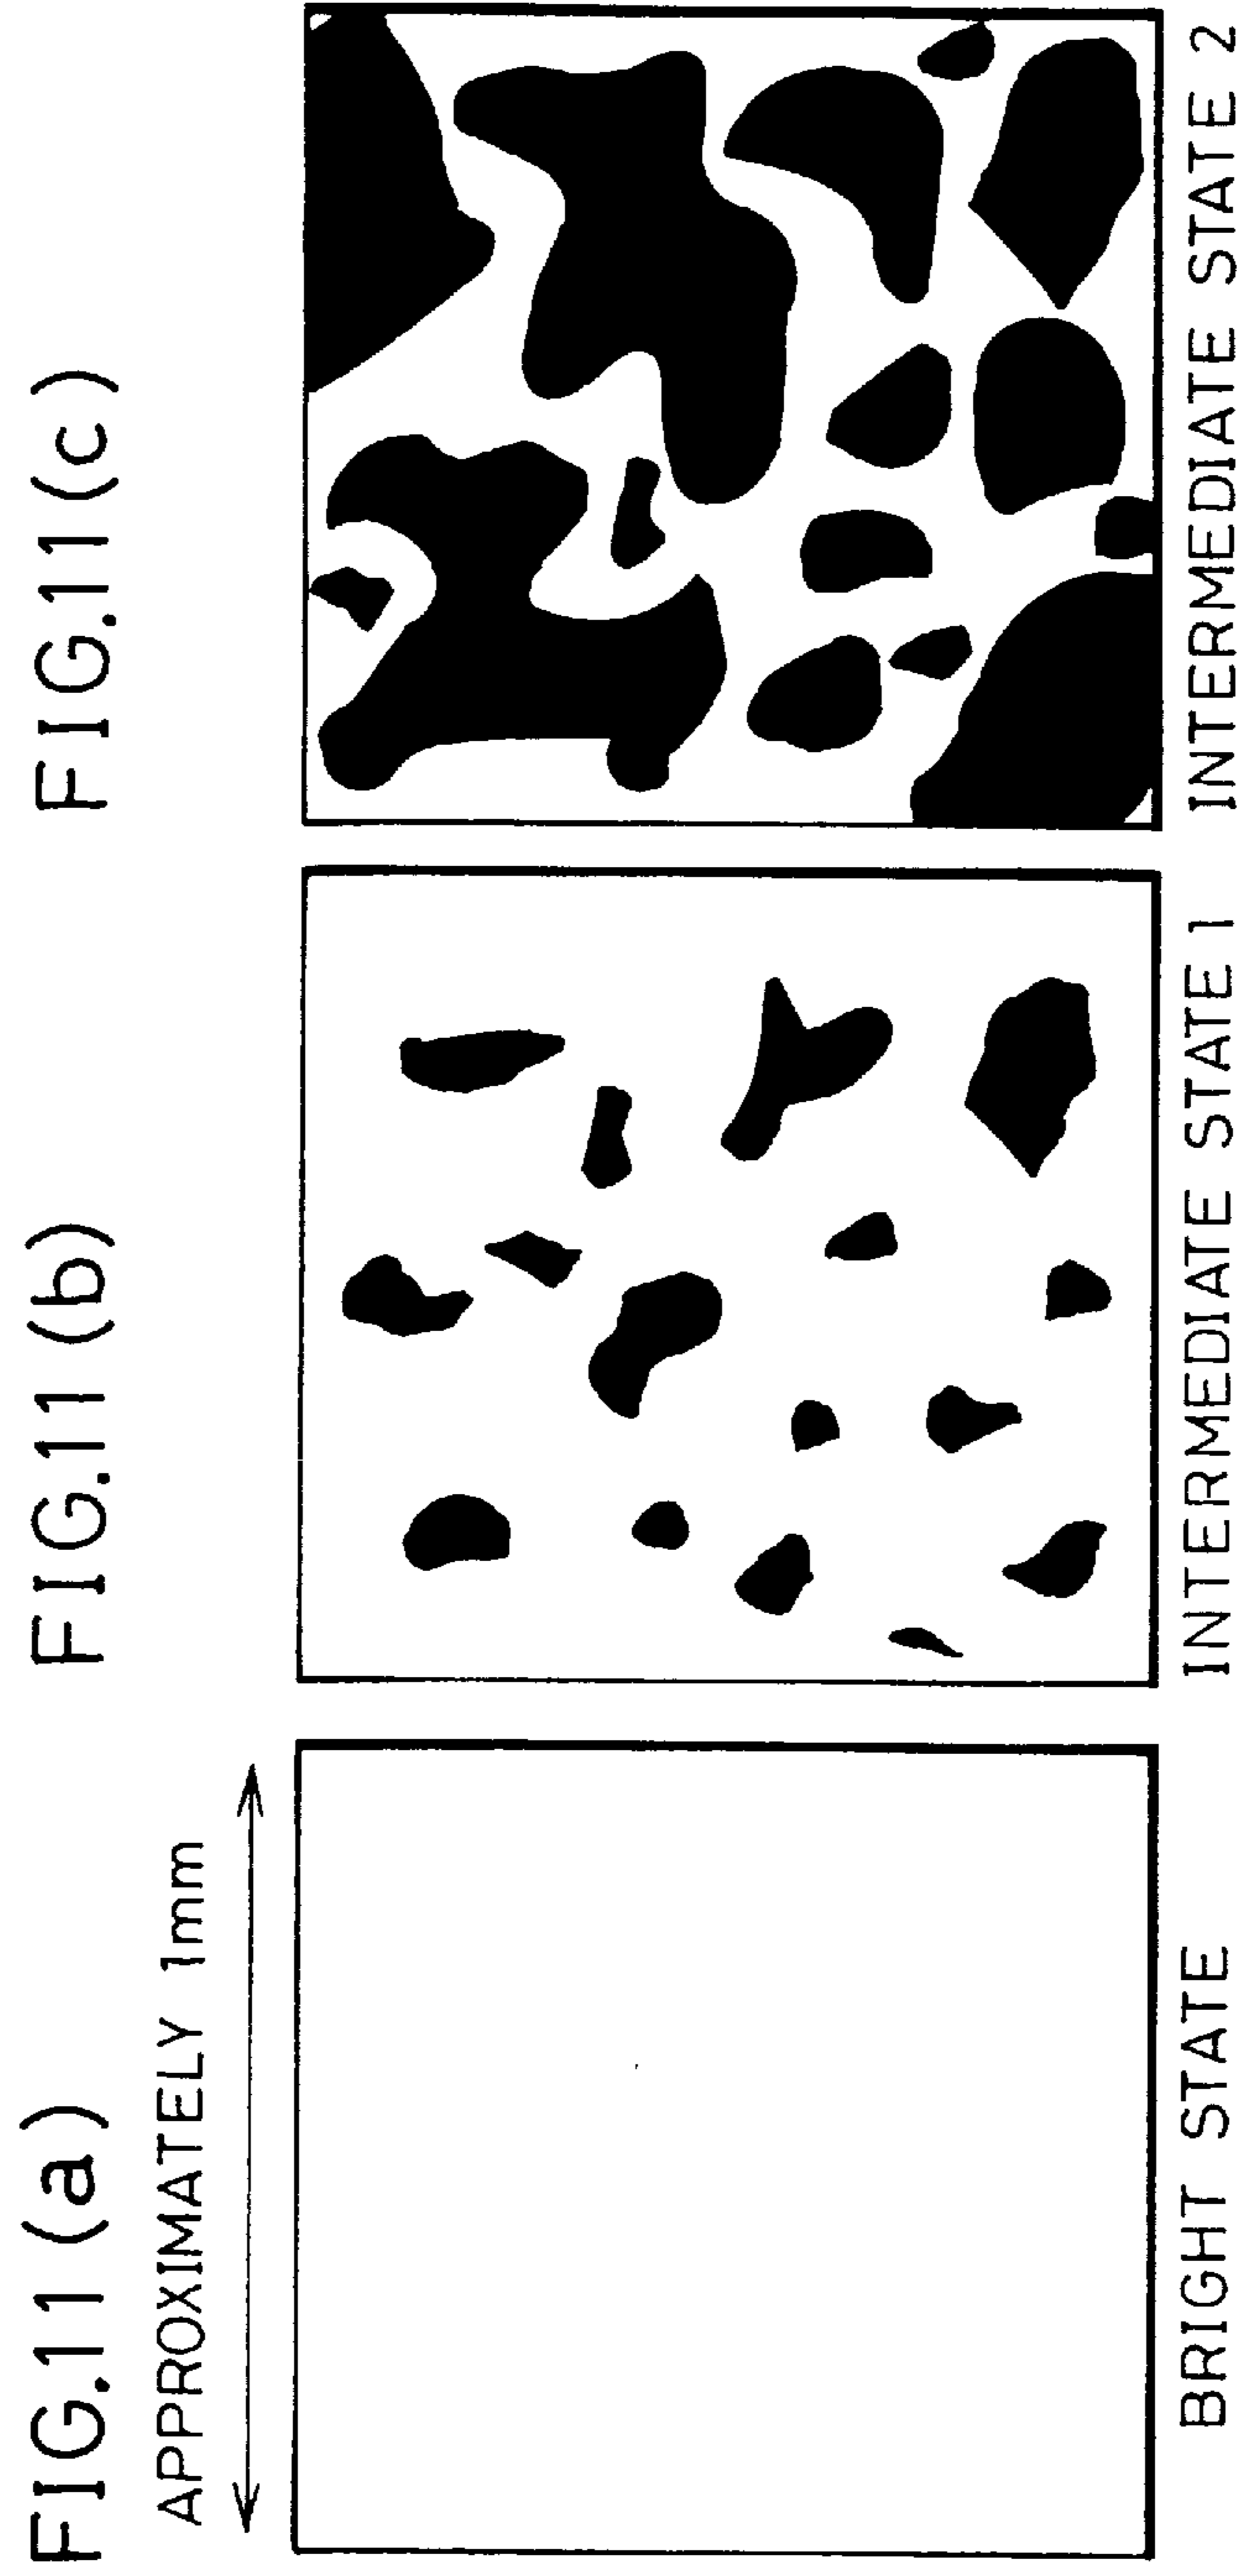 FIG.11 (a)
APPROXIMATELY 1mm
BRIGHT STATE
FIG.11 (b)
INTERMEDIATE STATE 1
FIG.11 (c)
INTERMEDIATE STATE 2